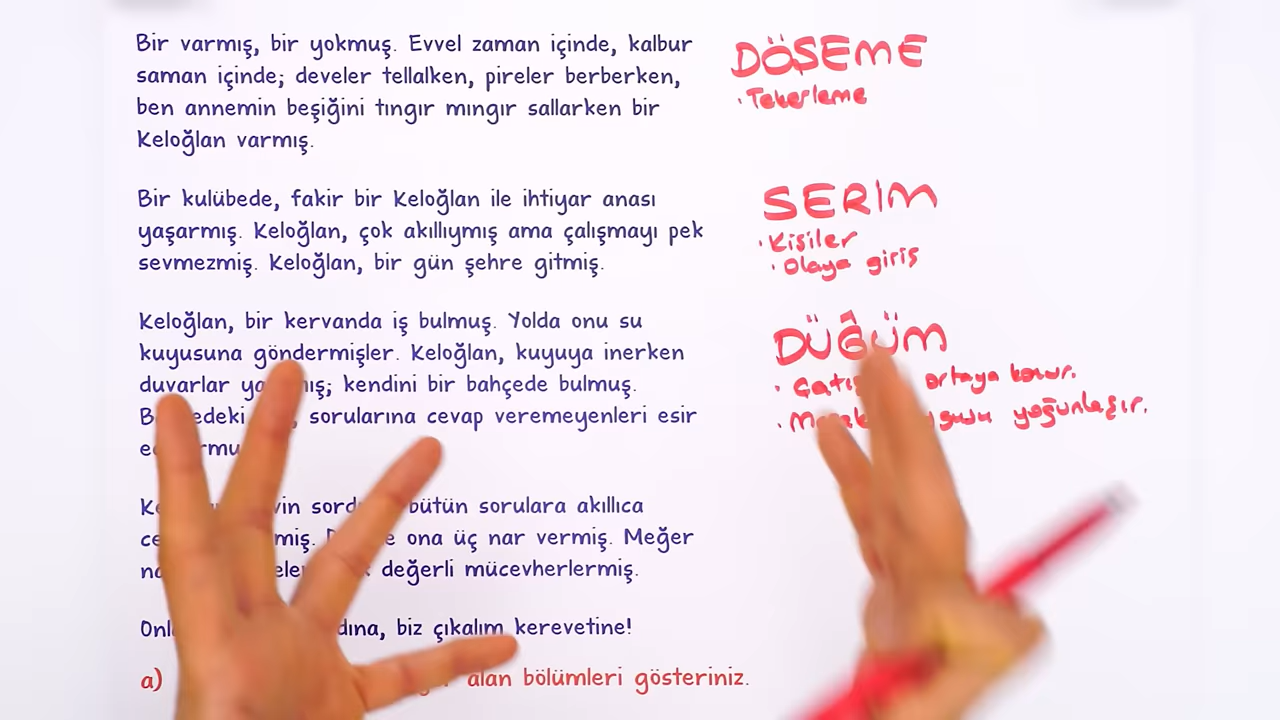 Bir varmış, bir yokmuş. Evvel zaman içinde, kalbur
saman içinde; develer tellalken, pireler berberken,
ben annemin beşiğini tıngır mıngır sallarken bir
Keloğlan varmış.
DÖŞEME
• Tekerleme
Bir kulübede, fakir bir Keloğlan ile ihtiyar anası
yaşarmış. Keloğlan, çok akıllıymış ama çalışmayı pek
sevmezmiş. Keloğlan, bir gün şehre gitmiş.
SERİM
• Kişiler
• Olaya giriş
Keloğlan, bir kervanda iş bulmuş. Yolda onu su
kuyusuna göndermişler. Keloğlan, kuyuya inerken
duvarlar kendini bir bahçede bulmuş.
sorularına cevap veremeyenleri esir
DÜĞÜM
• ortaya
• yoğunlaşır.
bütün sorulara akıllıca
ona üç nar vermiş. Meğer
değerli mücevherlermiş.
biz çıkalım kerevetine!
a) alan bölümleri gösteriniz.